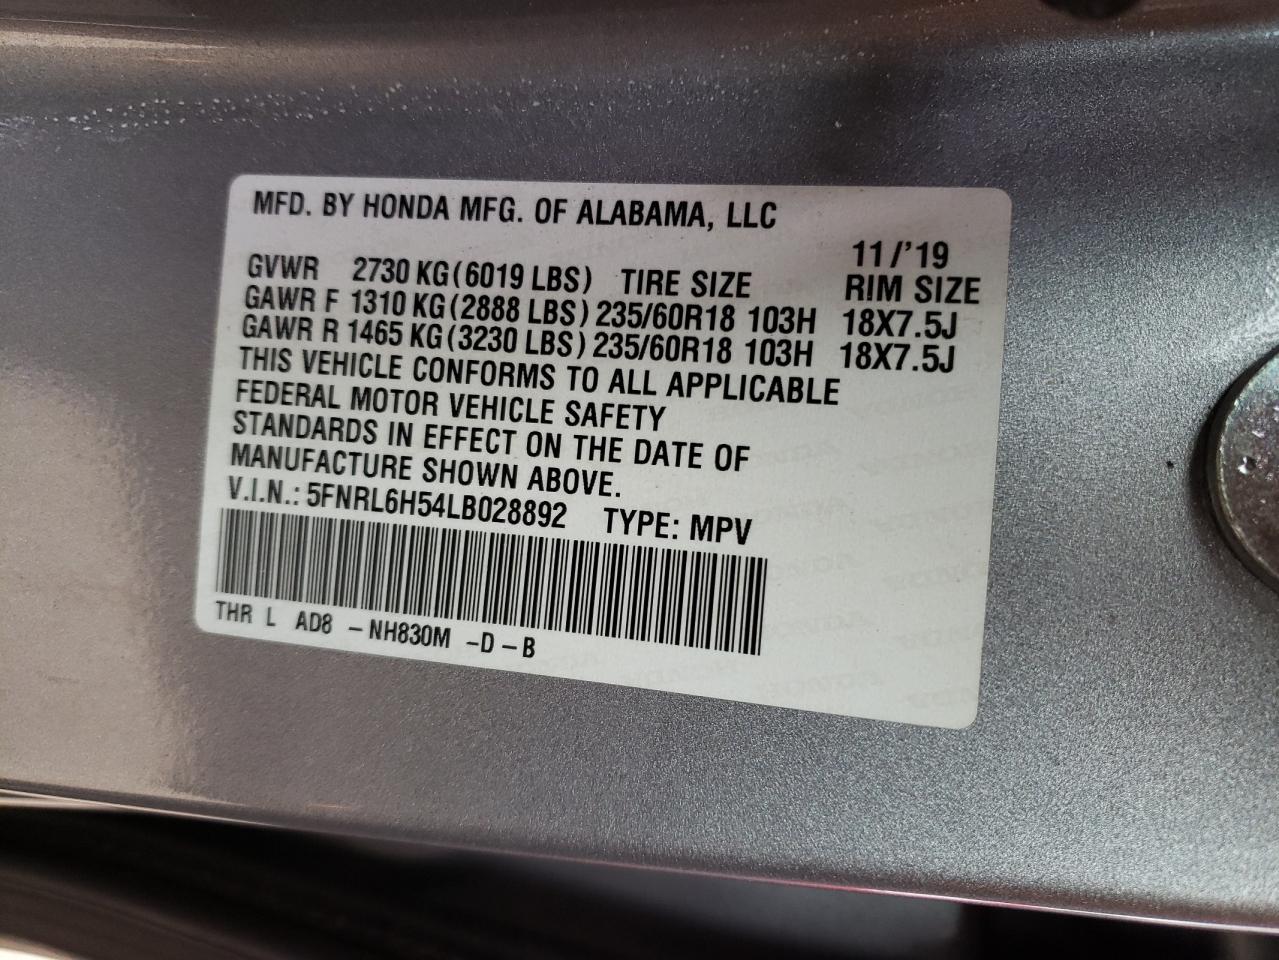 MFD. BY HONDA MFG. OF ALABAMA, LLC
11/'19
GVWR 2730 KG(6019 LBS) TIRE SIZE RIM SIZE
GAWR F 1310 KG(2888 LBS) 235/60R18 103H 18X7.5J
GAWR R 1465 KG(3230 LBS) 235/60R18 103H 18X7.5J
THIS VEHICLE CONFORMS TO ALL APPLICABLE
FEDERAL MOTOR VEHICLE SAFETY
STANDARDS IN EFFECT ON THE DATE OF
MANUFACTURE SHOWN ABOVE.
V.I.N.: 5FNRL6H54LB028892 TYPE: MPV
THR L AD8 -NH830M -D-B